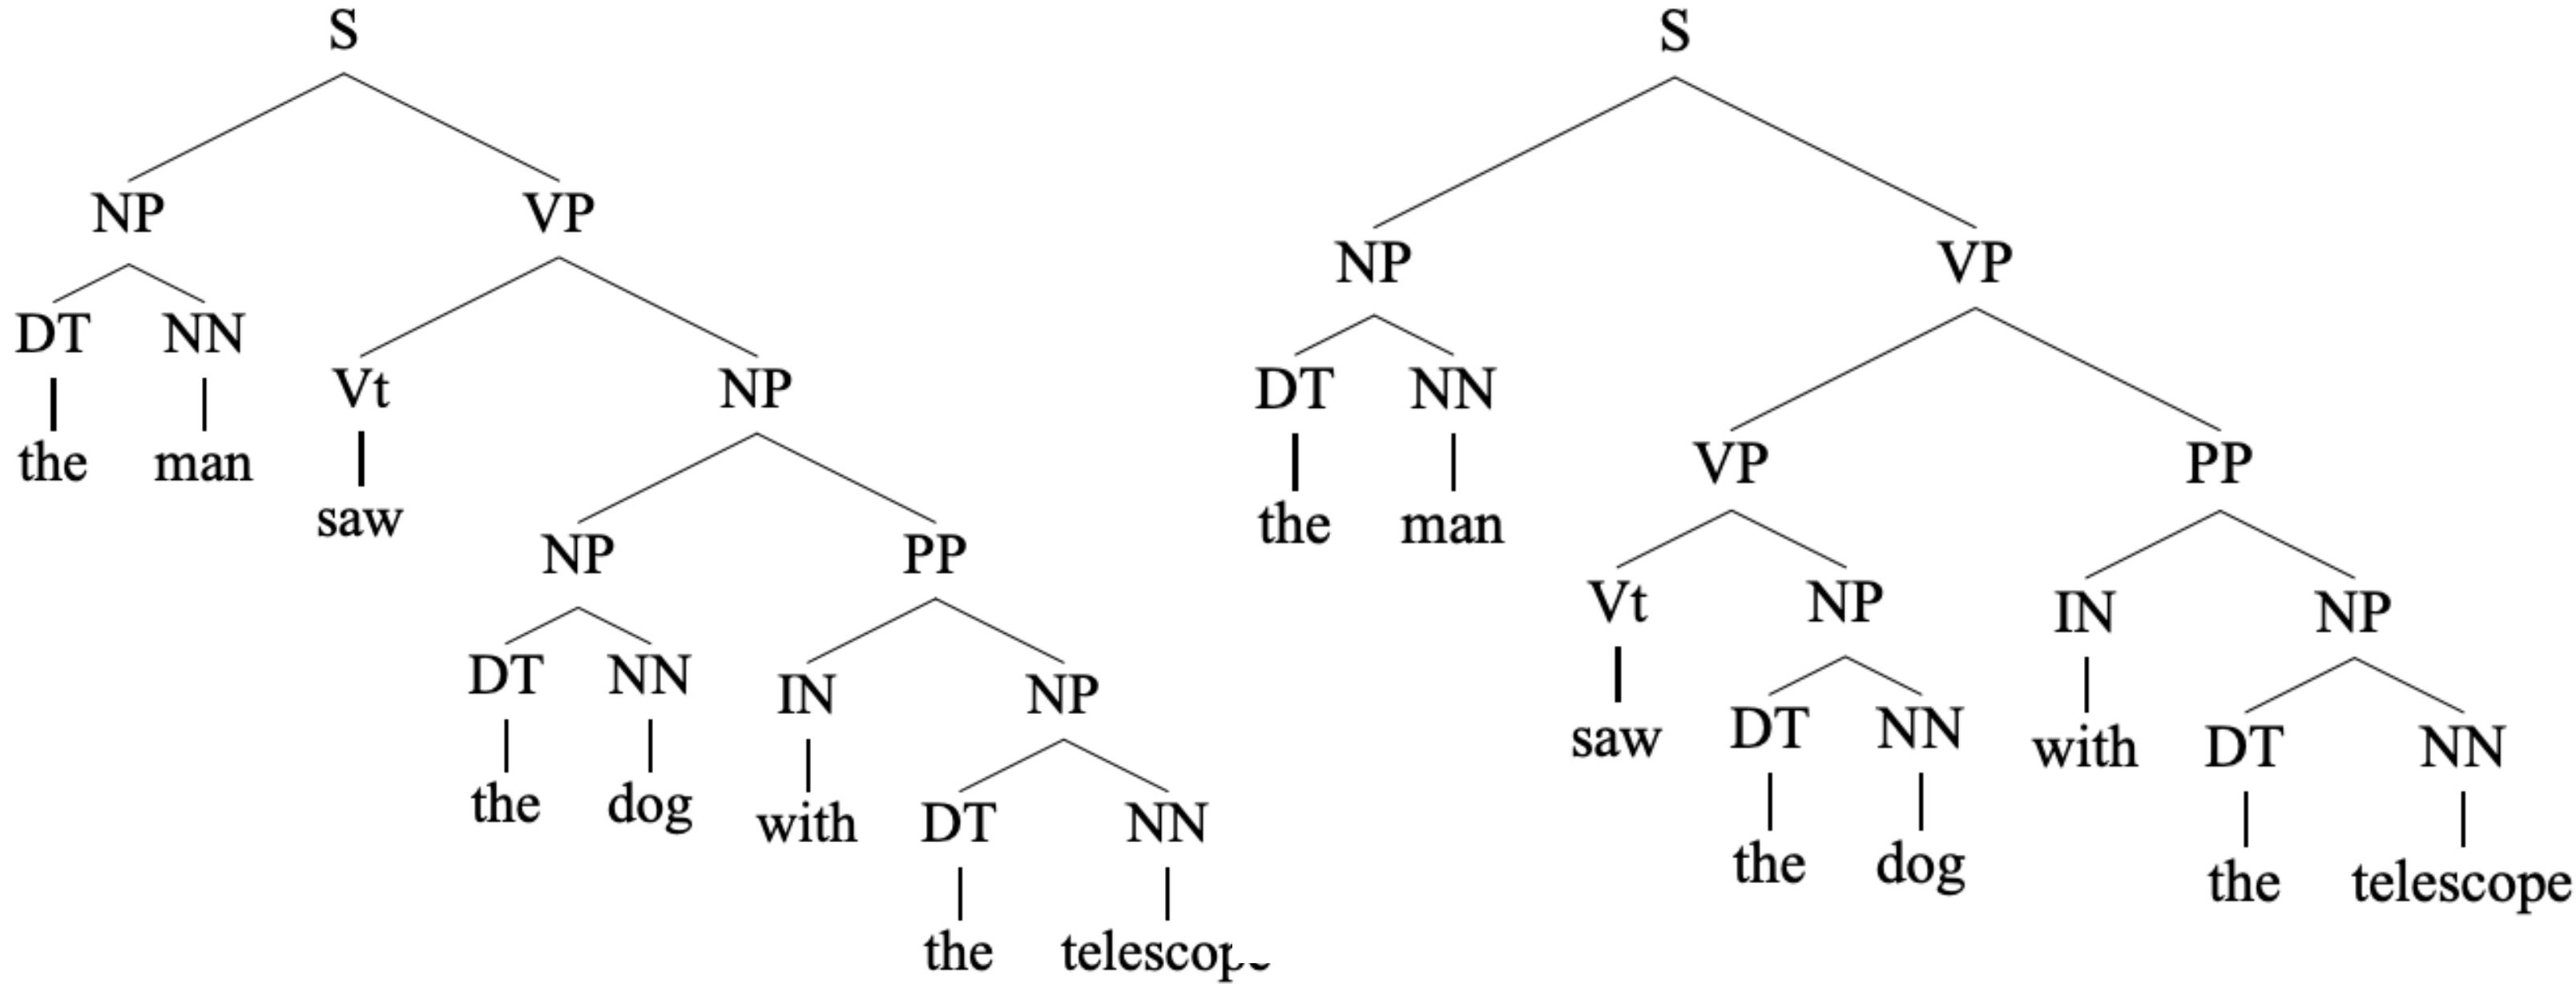 S
NP VP
DT NN Vt NP
the man saw NP PP
DT NN IN NP
the dog with DT NN
the telescope
S
NP VP
DT NN VP PP
the man Vt NP IN NP
saw DT NN with DT NN
the dog the telescope